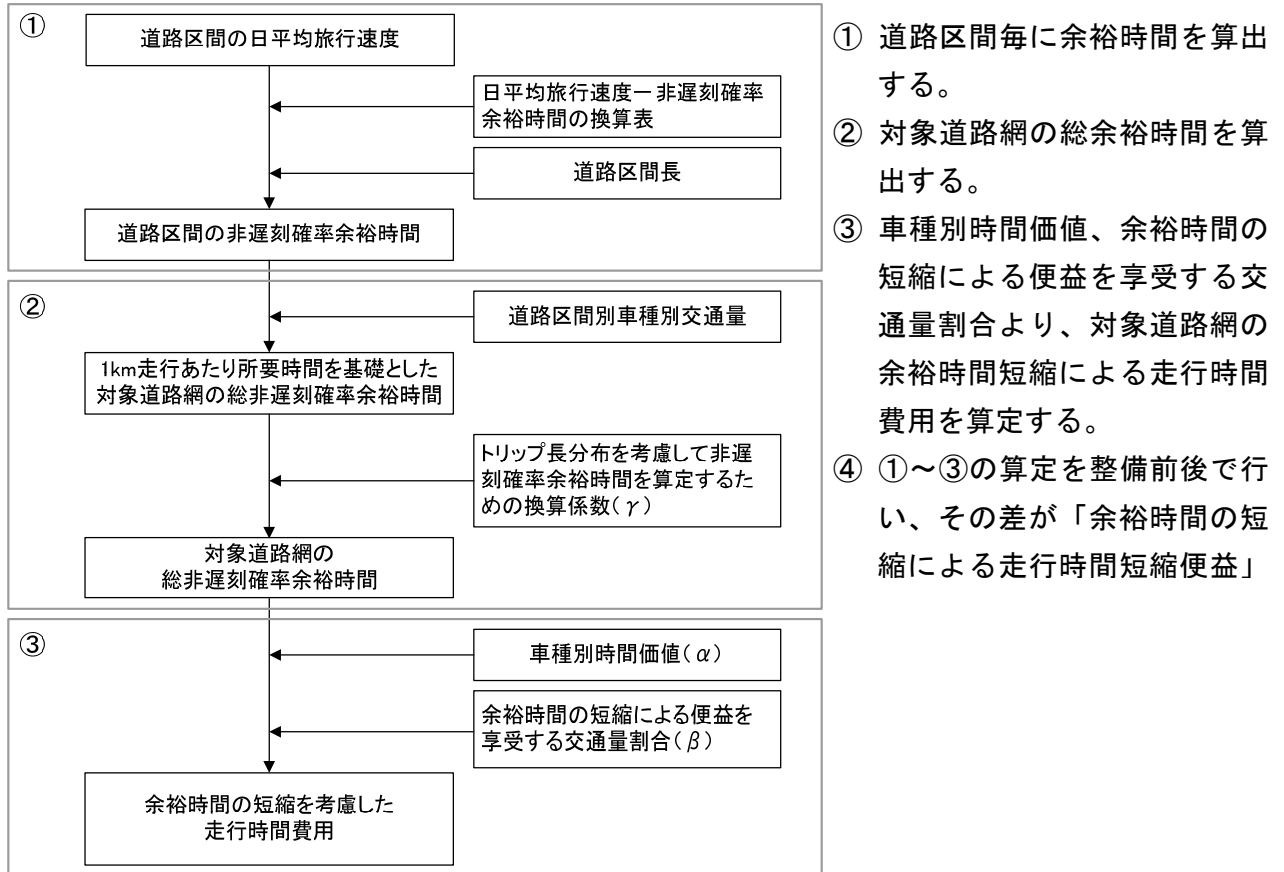 ①
道路区間の日平均旅行速度
日平均旅行速度－非遅刻確率
余裕時間の換算表
道路区間長
道路区間の非遅刻確率余裕時間
②
道路区間別車種別交通量
1km走行あたり所要時間を基礎とした
対象道路網の総非遅刻確率余裕時間
トリップ長分布を考慮して非遅
刻確率余裕時間を算定するた
めの換算係数(γ)
対象道路網の
総非遅刻確率余裕時間
③
車種別時間価値(α)
余裕時間の短縮による便益を
享受する交通量割合(β)
余裕時間の短縮を考慮した
走行時間費用
① 道路区間毎に余裕時間を算出
する。
② 対象道路網の総余裕時間を算
出する。
③ 車種別時間価値、余裕時間の
短縮による便益を享受する交
通量割合より、対象道路網の
余裕時間短縮による走行時間
費用を算定する。
④ ①～③の算定を整備前後で行
い、その差が「余裕時間の短
縮による走行時間短縮便益」